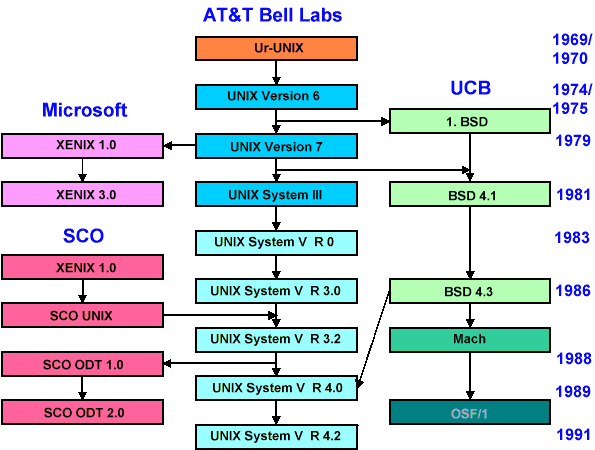 AT&T Bell Labs
Ur-UNIX
1969/
1970
UNIX Version 6
UCB
1974/
1975
Microsoft
1. BSD
XENIX 1.0
UNIX Version 7
1979
XENIX 3.0
UNIX System III
BSD 4.1
1981
SCO
UNIX System V R 0
1983
XENIX 1.0
UNIX System V R 3.0
BSD 4.3
1986
SCO UNIX
UNIX System V R 3.2
Mach
1988
SCO ODT 1.0
UNIX System V R 4.0
1989
SCO ODT 2.0
OSF/1
UNIX System V R 4.2
1991